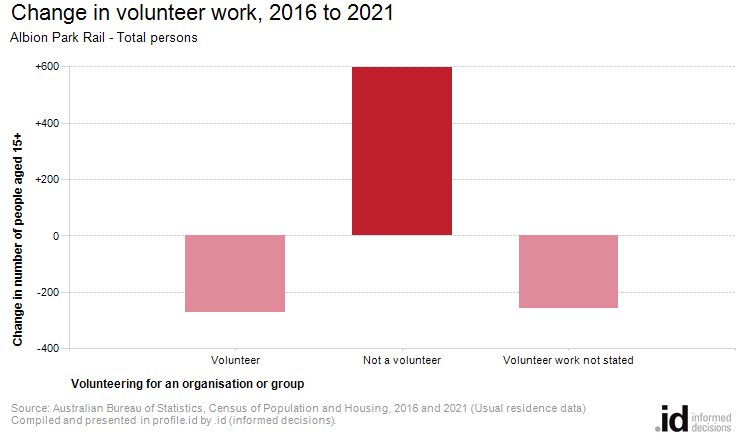 Change in volunteer work, 2016 to 2021
Albion Park Rail - Total persons
Change in number of people aged 15+
+600
+400
+200
0
-200
-400
Volunteer
Not a volunteer
Volunteer work not stated
Volunteering for an organisation or group
Source: Australian Bureau of Statistics, Census of Population and Housing, 2016 and 2021 (Usual residence data)
Compiled and presented in profile.id by .id (informed decisions).
.id informed
decisions